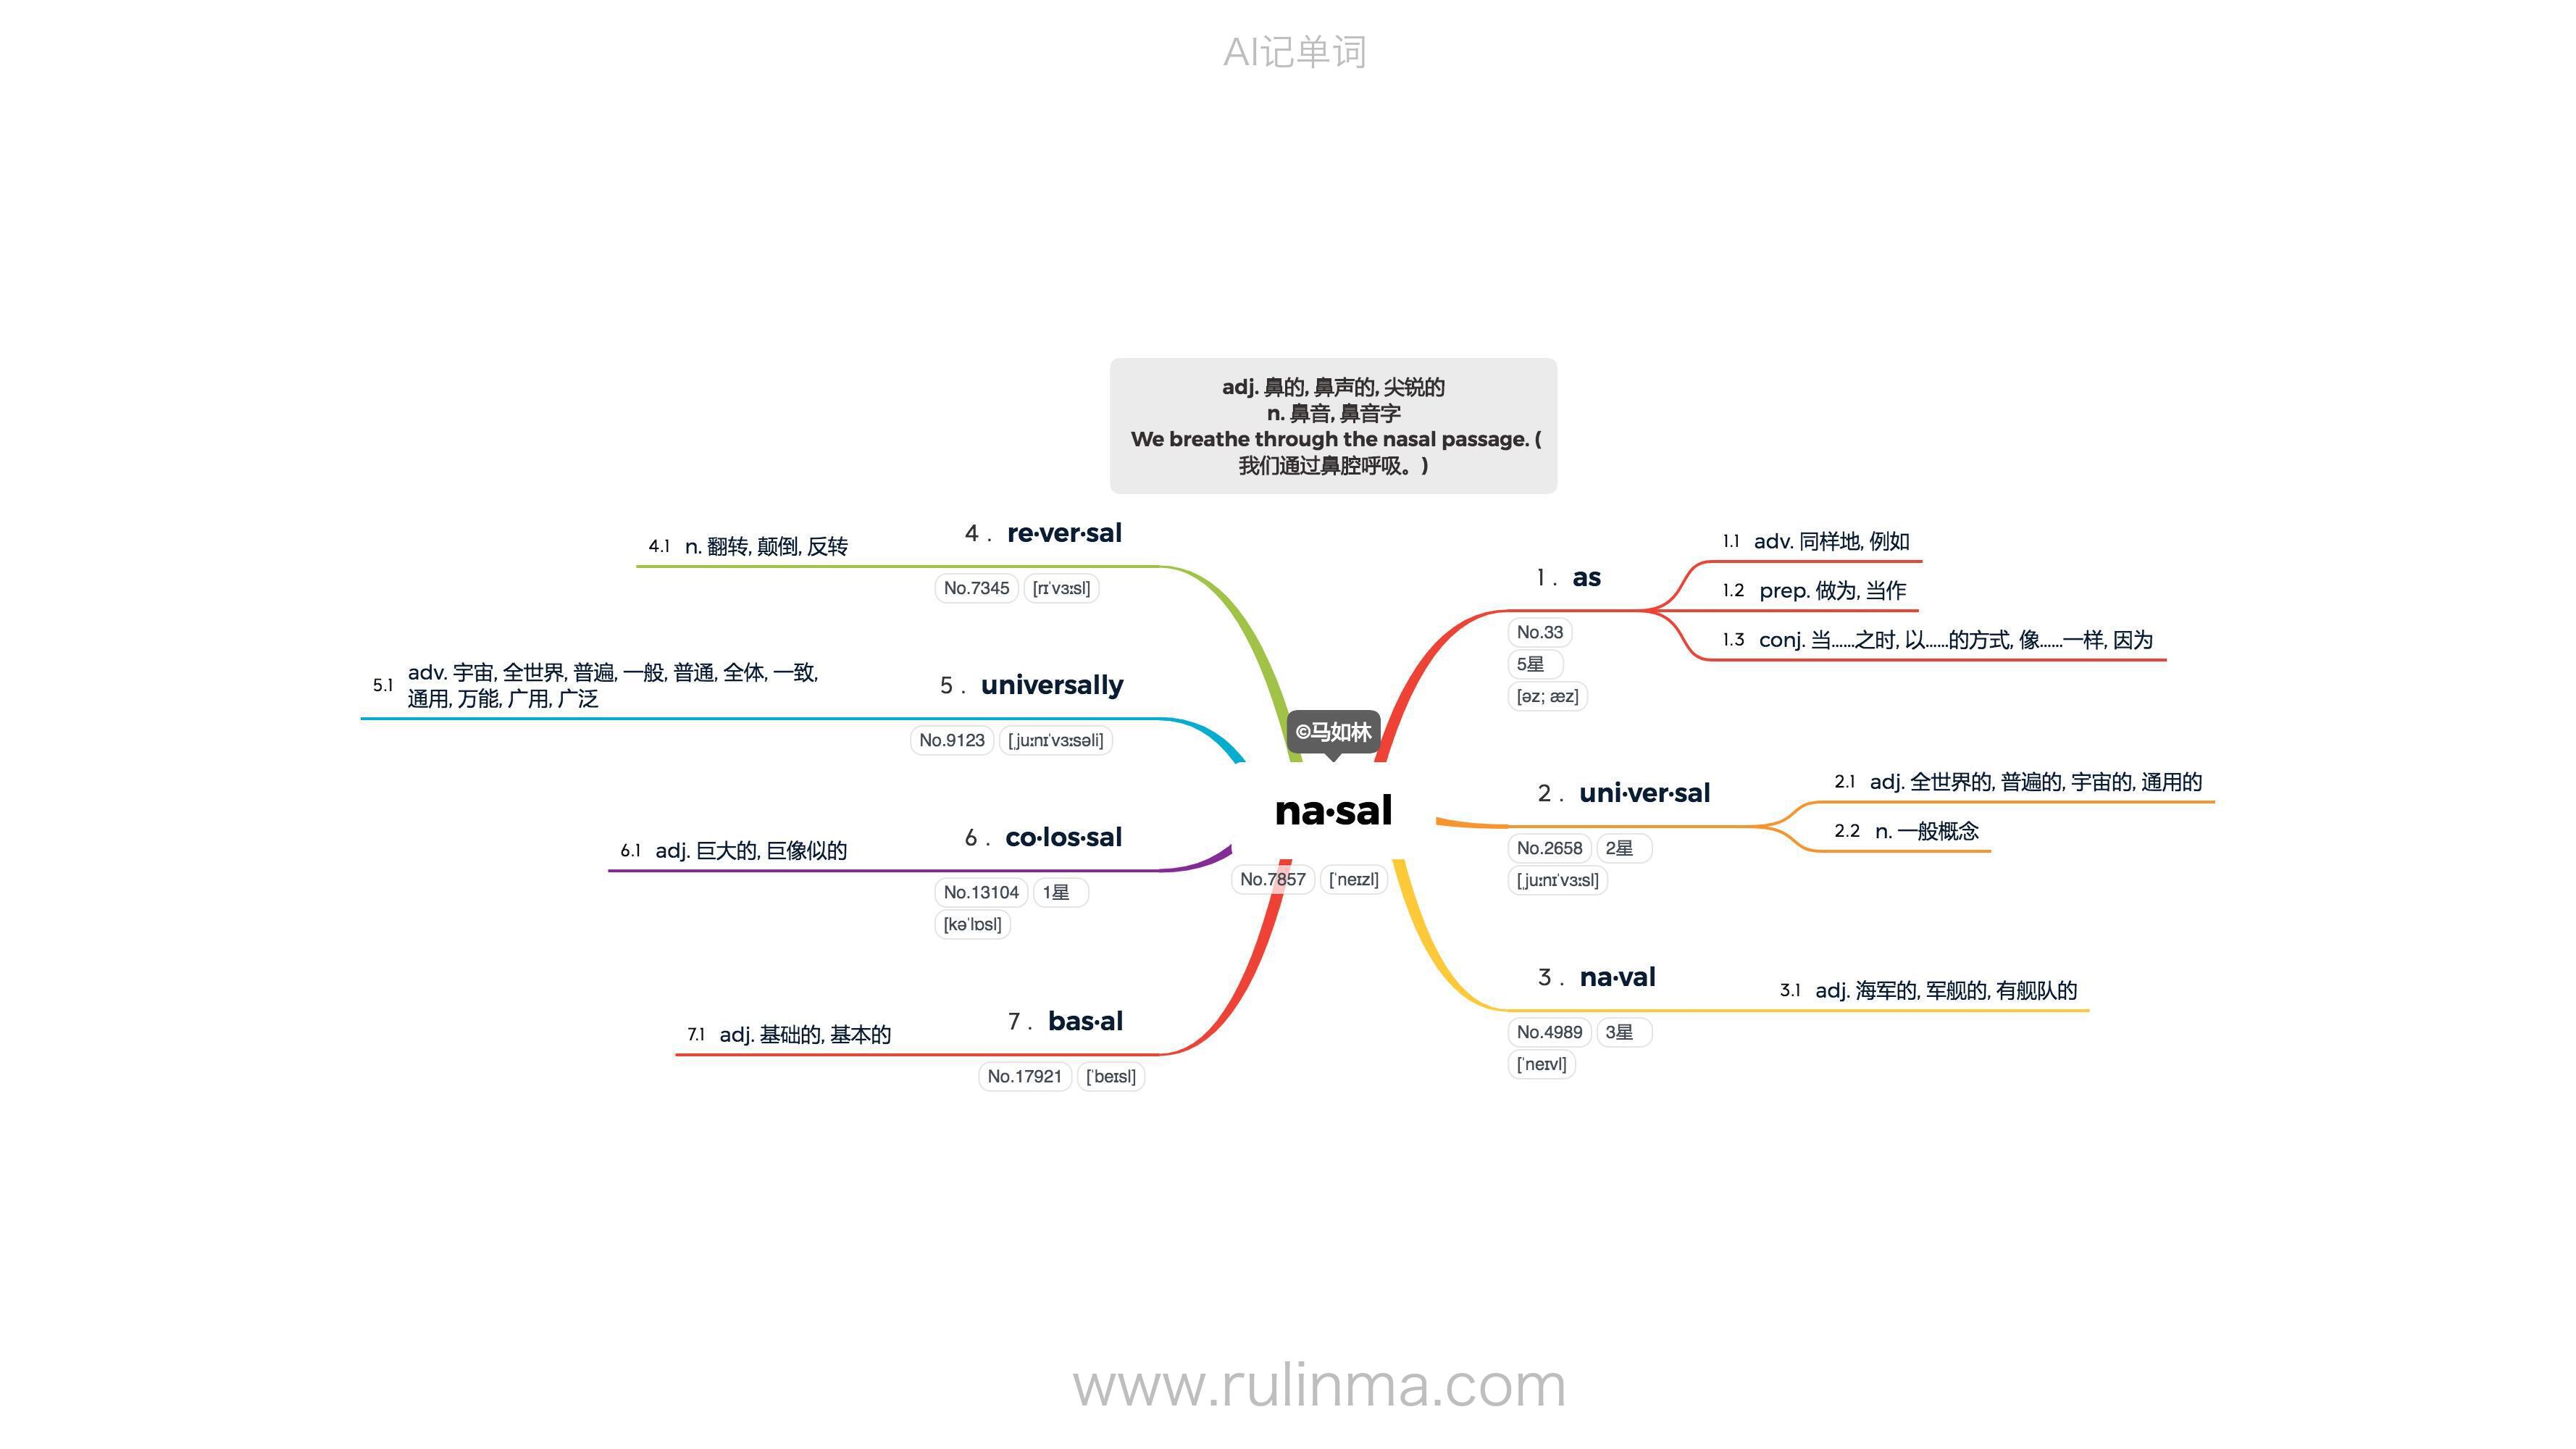 AI记单词
adj. 鼻的, 鼻声的, 尖锐的
n. 鼻音, 鼻音字
We breathe through the nasal passage. (
我们通过鼻腔呼吸。)
©马如林
na·sal
No.7857 [ˈneɪzl]
1 . as
No.33
5星
[əz; æz]
1.1 adv. 同样地, 例如
1.2 prep. 做为, 当作
1.3 conj. 当……之时, 以……的方式, 像……一样, 因为
2 . uni·ver·sal
No.2658 2星
[ˌjuːnɪˈvɜːsl]
2.1 adj. 全世界的, 普遍的, 宇宙的, 通用的
2.2 n. 一般概念
3 . na·val
No.4989 3星
[ˈneɪvl]
3.1 adj. 海军的, 军舰的, 有舰队的
4 . re·ver·sal
No.7345 [rɪˈvɜːsl]
4.1 n. 翻转, 颠倒, 反转
5 . universally
No.9123 [ˌjuːnɪˈvɜːsəli]
5.1 adv. 宇宙, 全世界, 普遍, 一般, 普通, 全体, 一致,
通用, 万能, 广用, 广泛
6 . co·los·sal
No.13104 1星
[kəˈlɒsl]
6.1 adj. 巨大的, 巨像似的
7 . bas·al
No.17921 [ˈbeɪsl]
7.1 adj. 基础的, 基本的
www.rulinma.com